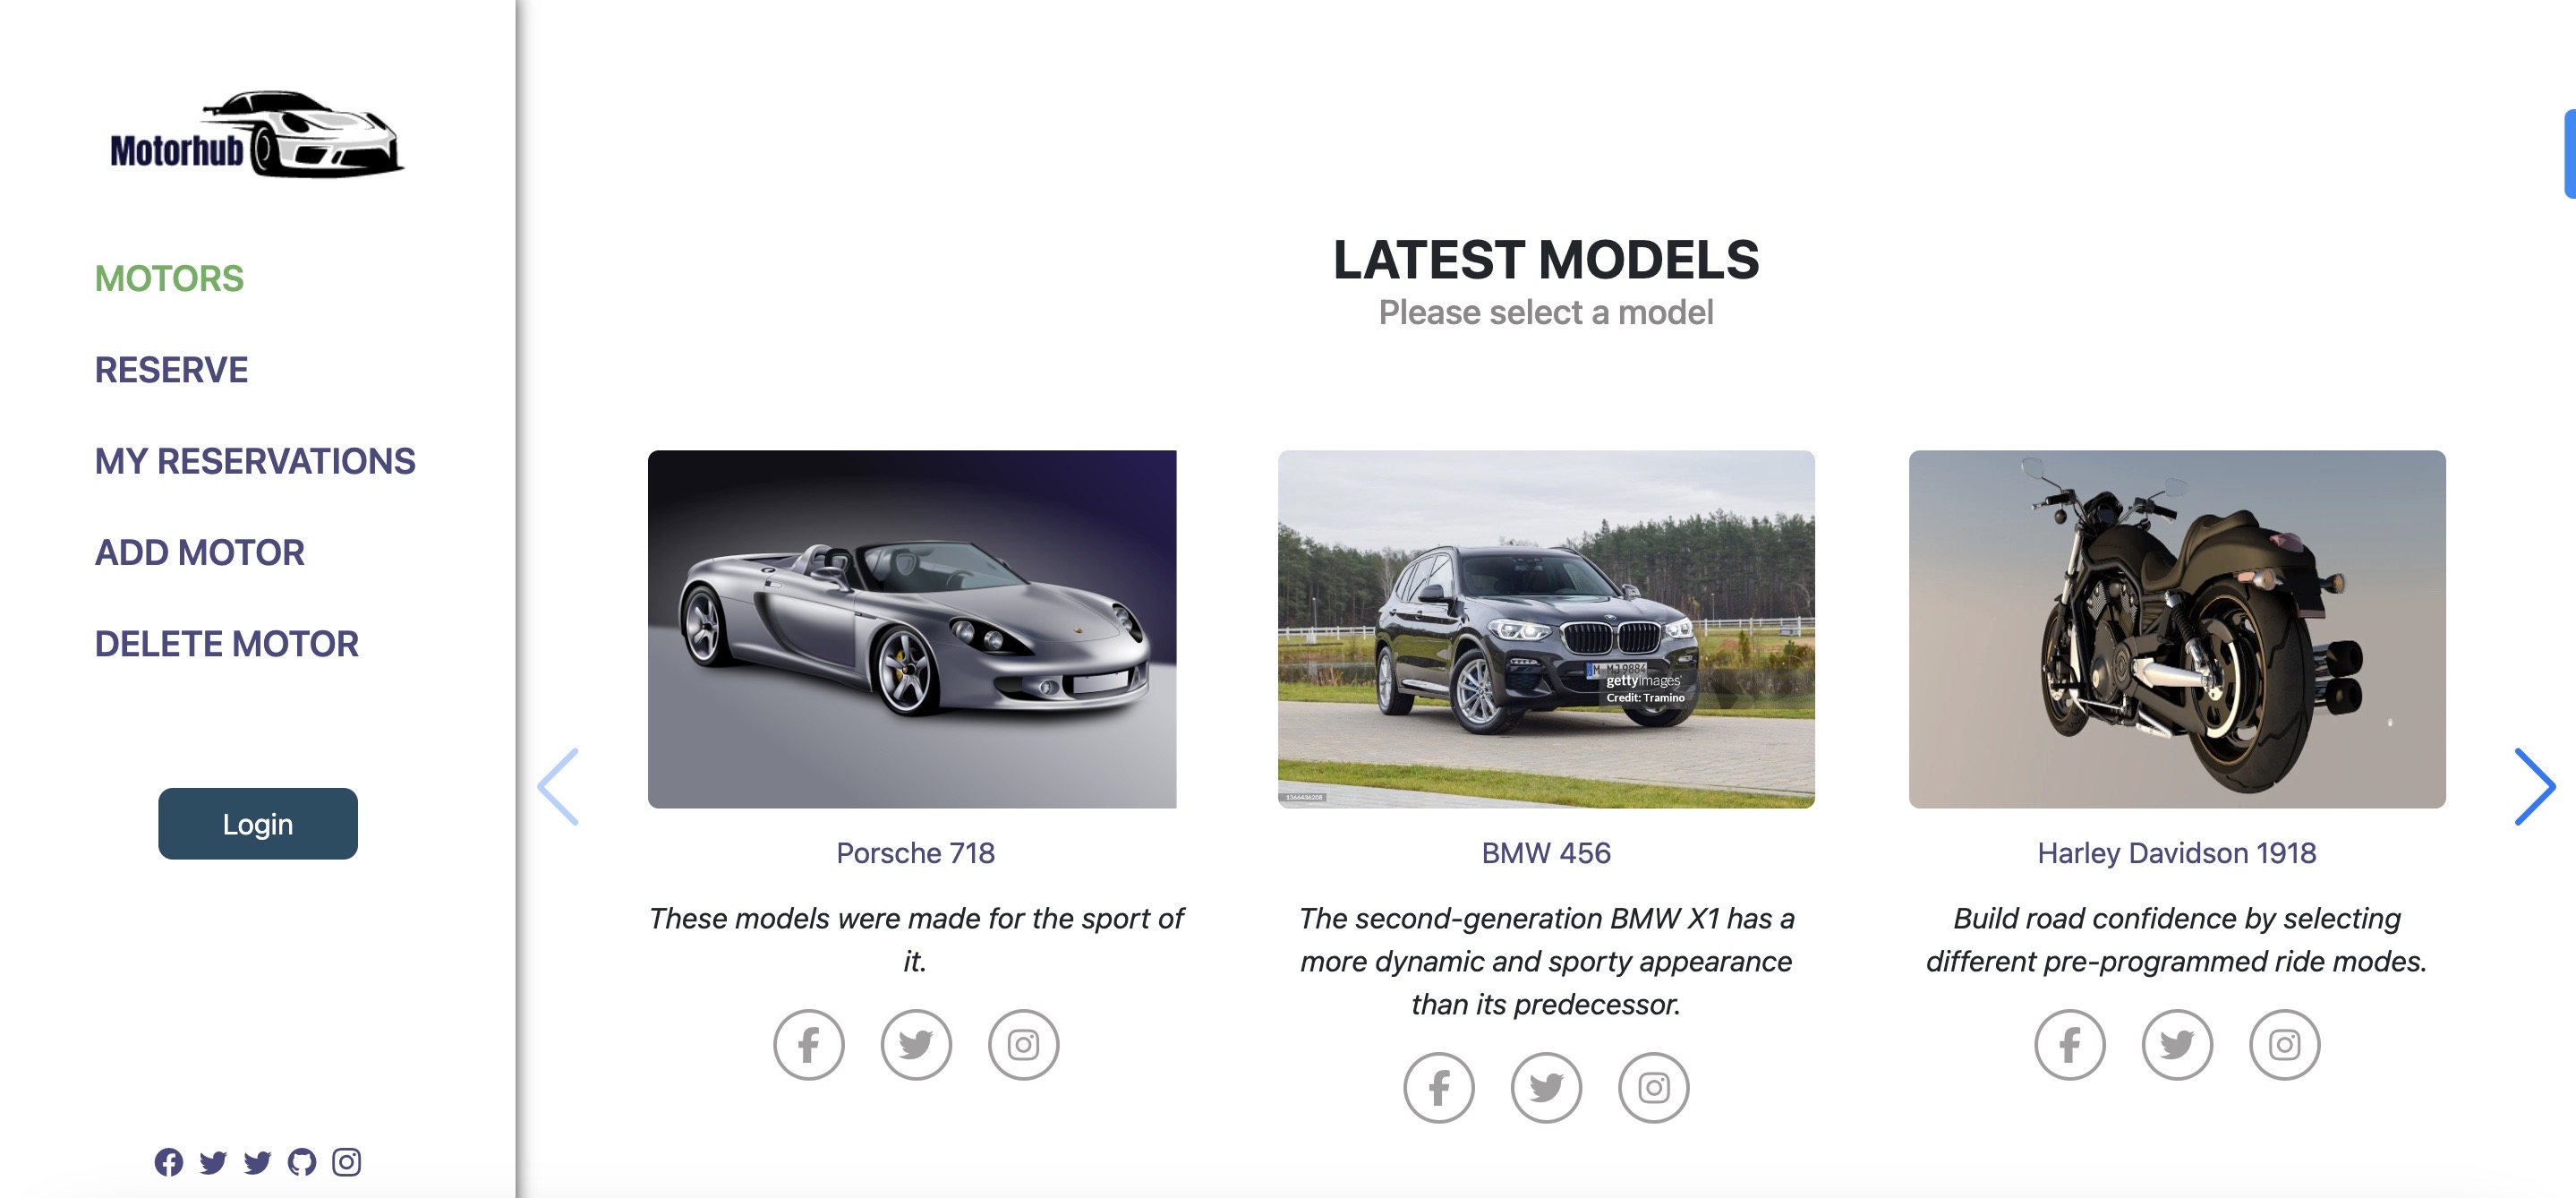 Motorhub
MOTORS
RESERVE
MY RESERVATIONS
ADD MOTOR
DELETE MOTOR
Login
LATEST MODELS
Please select a model
M MJ9884
gettyimages
Credit: Tramino
Porsche 718
These models were made for the sport of
it.
BMW 456
The second-generation BMW X1 has a
more dynamic and sporty appearance
than its predecessor.
Harley Davidson 1918
Build road confidence by selecting
different pre-programmed ride modes.